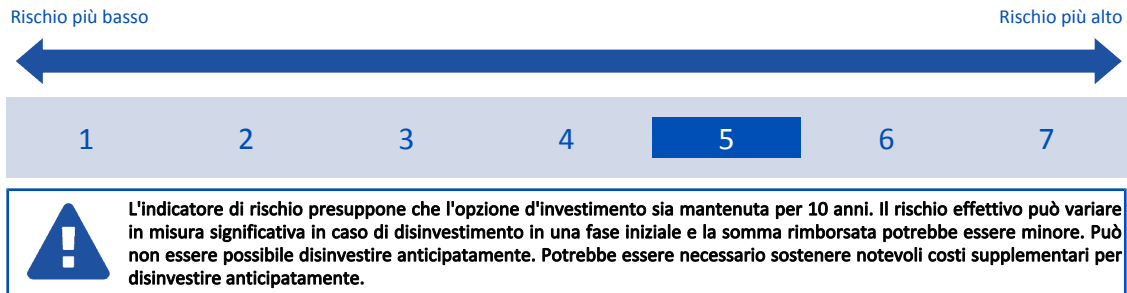 Rischio più basso Rischio più alto
1 2 3 4 5 6 7
L'indicatore di rischio presuppone che l'opzione d'investimento sia mantenuta per 10 anni. Il rischio effettivo può variare
in misura significativa in caso di disinvestimento in una fase iniziale e la somma rimborsata potrebbe essere minore. Può
non essere possibile disinvestire anticipatamente. Potrebbe essere necessario sostenere notevoli costi supplementari per
disinvestire anticipatamente.